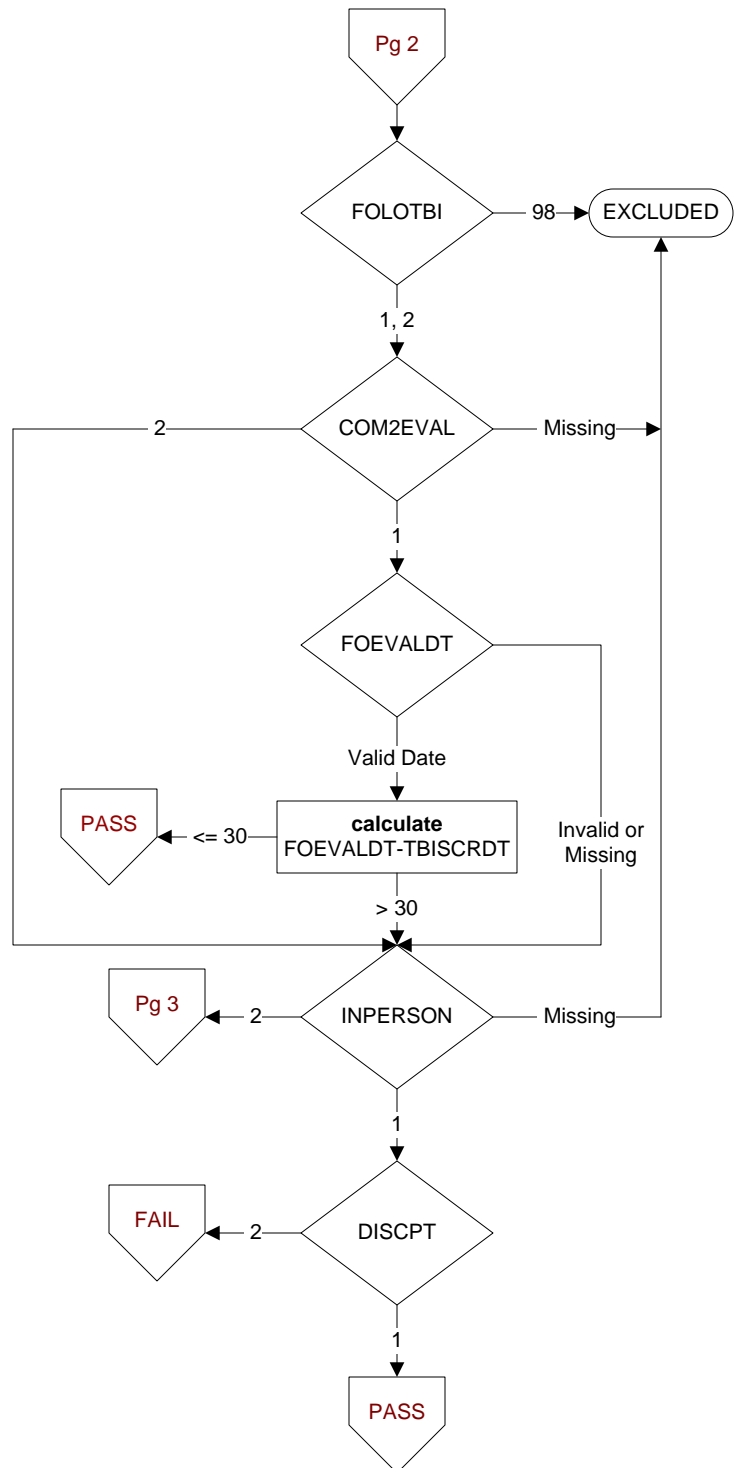 Pg 2
FOLOTBI
98
EXCLUDED
1, 2
2
COM2EVAL
Missing
1
FOEVALDT
Valid Date
Invalid or
Missing
PASS
<= 30
calculate
FOEVALDT-TBISCRDT
> 30
Pg 3
2
INPERSON
Missing
1
FAIL
2
DISCPT
1
PASS